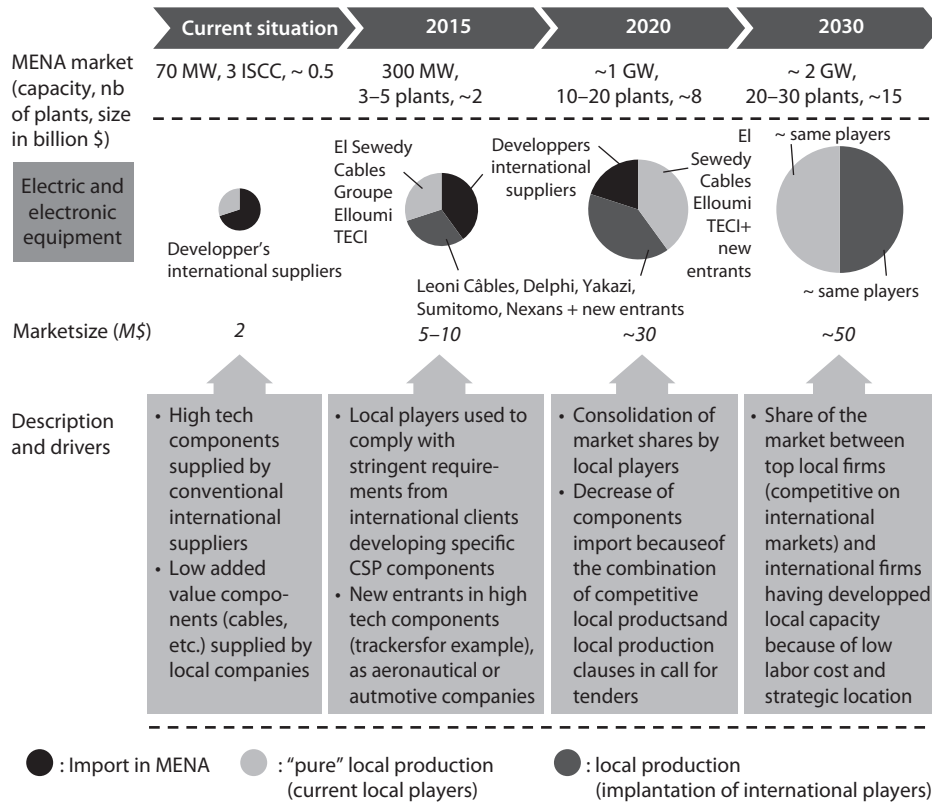 Current situation
2015
2020
2030
MENA market
(capacity, nb
of plants, size
in billion $)
70 MW, 3 ISCC, ~ 0.5
300 MW,
3–5 plants, ~2
~1 GW,
10–20 plants, ~8
~ 2 GW,
20–30 plants, ~15
Electric and
electronic
equipment
Developper's
international suppliers
El Sewedy
Cables
Groupe
Elloumi
TECI
Developpers
international
suppliers
Leoni Câbles, Delphi, Yakazi,
Sumitomo, Nexans + new entrants
El
Sewedy
Cables
Elloumi
TECI+
new
entrants
~ same players
~ same players
Marketsize (M$)
2
5–10
~30
~50
Description
and drivers
• High tech
components
supplied by
conventional
international
suppliers
• Low added
value compo-
nents (cables,
etc.) supplied by
local companies
• Local players used to
comply with
stringent require-
ments from
international clients
developing specific
CSP components
• New entrants in high
tech components
(trackersfor example),
as aeronautical or
autmotive companies
• Consolidation of
market shares by
local players
• Decrease of
components
import becauseof
the combination
of competitive
local productsand
local production
clauses in call for
tenders
• Share of the
market between
top local firms
(competitive on
international
markets) and
international firms
having developped
local capacity
because of low
labor cost and
strategic location
: Import in MENA
: “pure” local production
(current local players)
: local production
(implantation of international players)